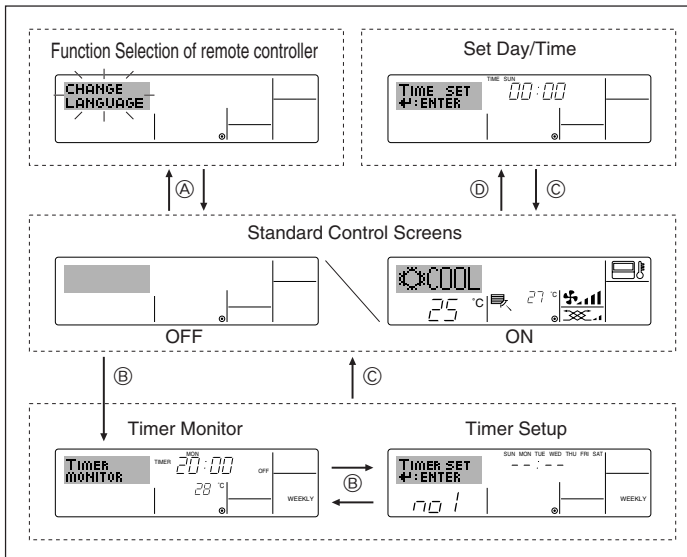 Function Selection of remote controller
CHANGE
LANGUAGE
Set Day/Time
TIME SUN
TIME SET
↵:ENTER
00:00
Ⓐ
Ⓓ
Ⓒ
Standard Control Screens
OFF
COOL
25 °C
27 °C
ON
Ⓑ
Ⓒ
Timer Monitor
TIMER
MONITOR
MON
TIMER 20:00 OFF
28 °C
WEEKLY
Ⓑ
Timer Setup
SUN MON TUE WED THU FRI SAT
TIMER SET
↵:ENTER
--:--
no 1
WEEKLY